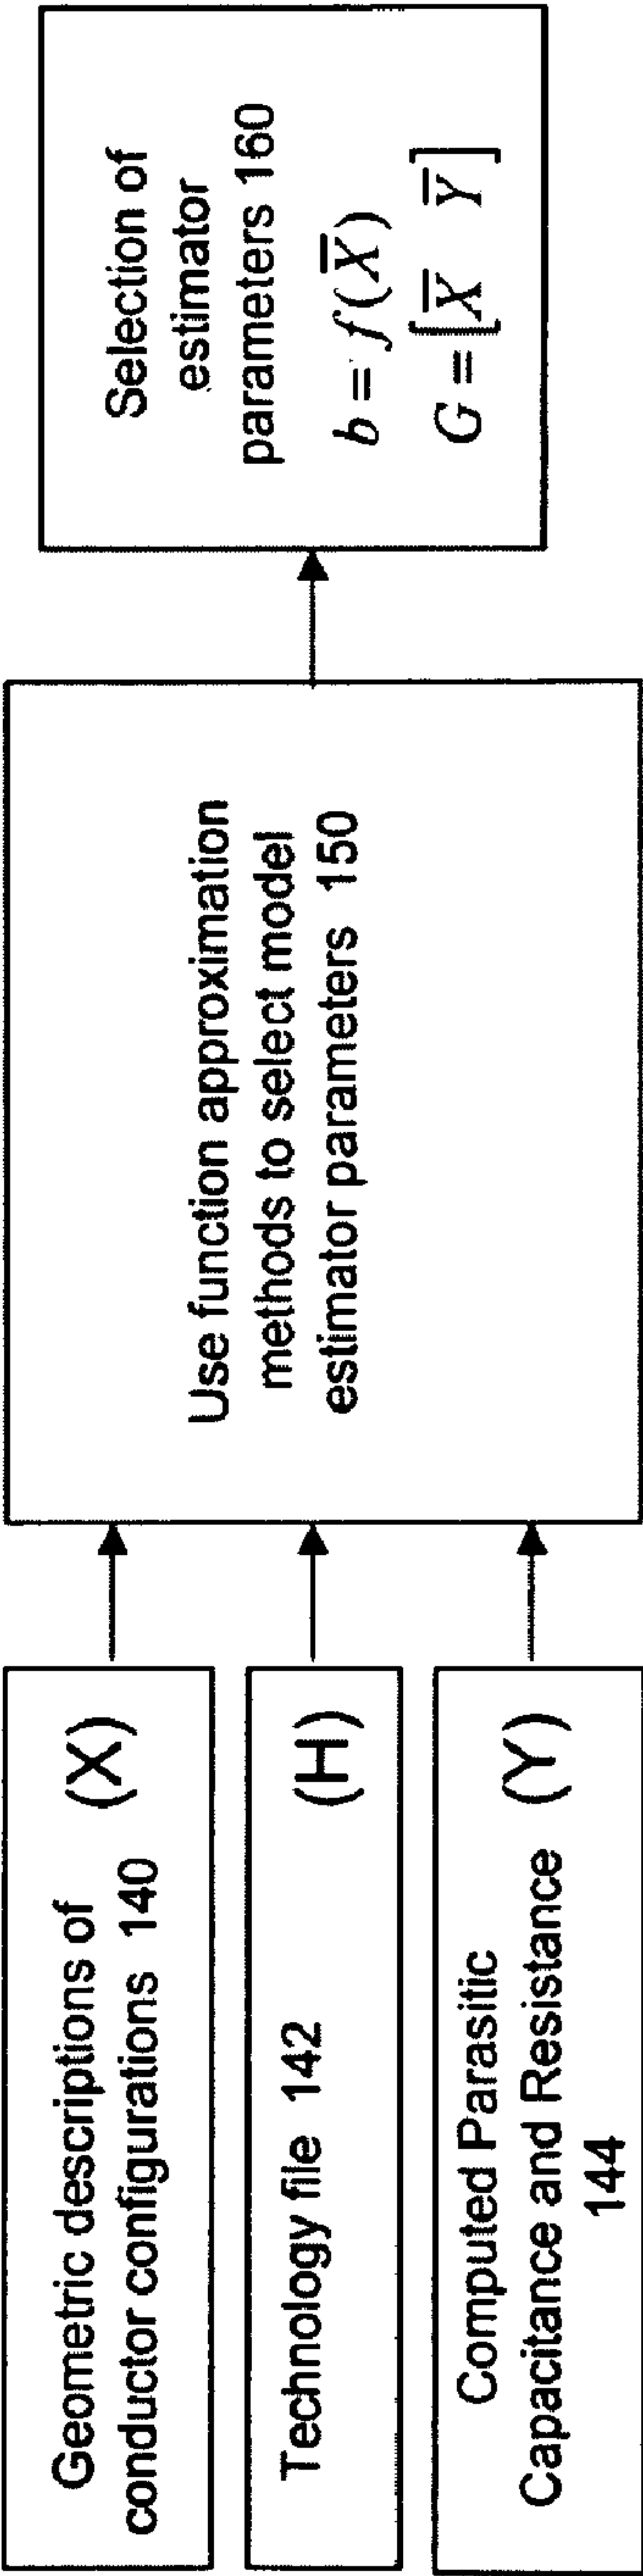 Geometric descriptions of
conductor configurations 140
(X)
Technology file 142
(H)
Computed Parasitic
Capacitance and Resistance
144
(Y)
Use function approximation
methods to select model
estimator parameters 150
Selection of
estimator
parameters 160
b = f(X̅)
G = [X̅ Y̅]